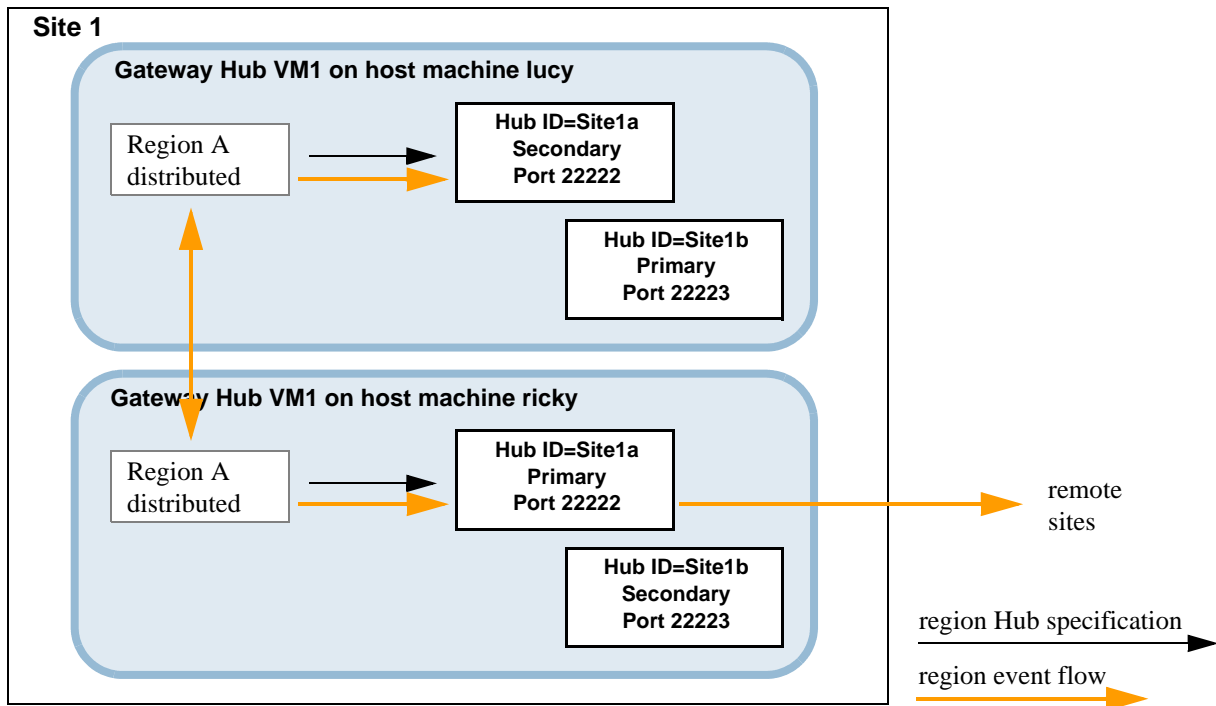 Site 1
Gateway Hub VM1 on host machine lucy
Region A
distributed
Hub ID=Site1a
Secondary
Port 22222
Hub ID=Site1b
Primary
Port 22223
Gateway Hub VM1 on host machine ricky
Region A
distributed
Hub ID=Site1a
Primary
Port 22222
Hub ID=Site1b
Secondary
Port 22223
remote
sites
region Hub specification
region event flow